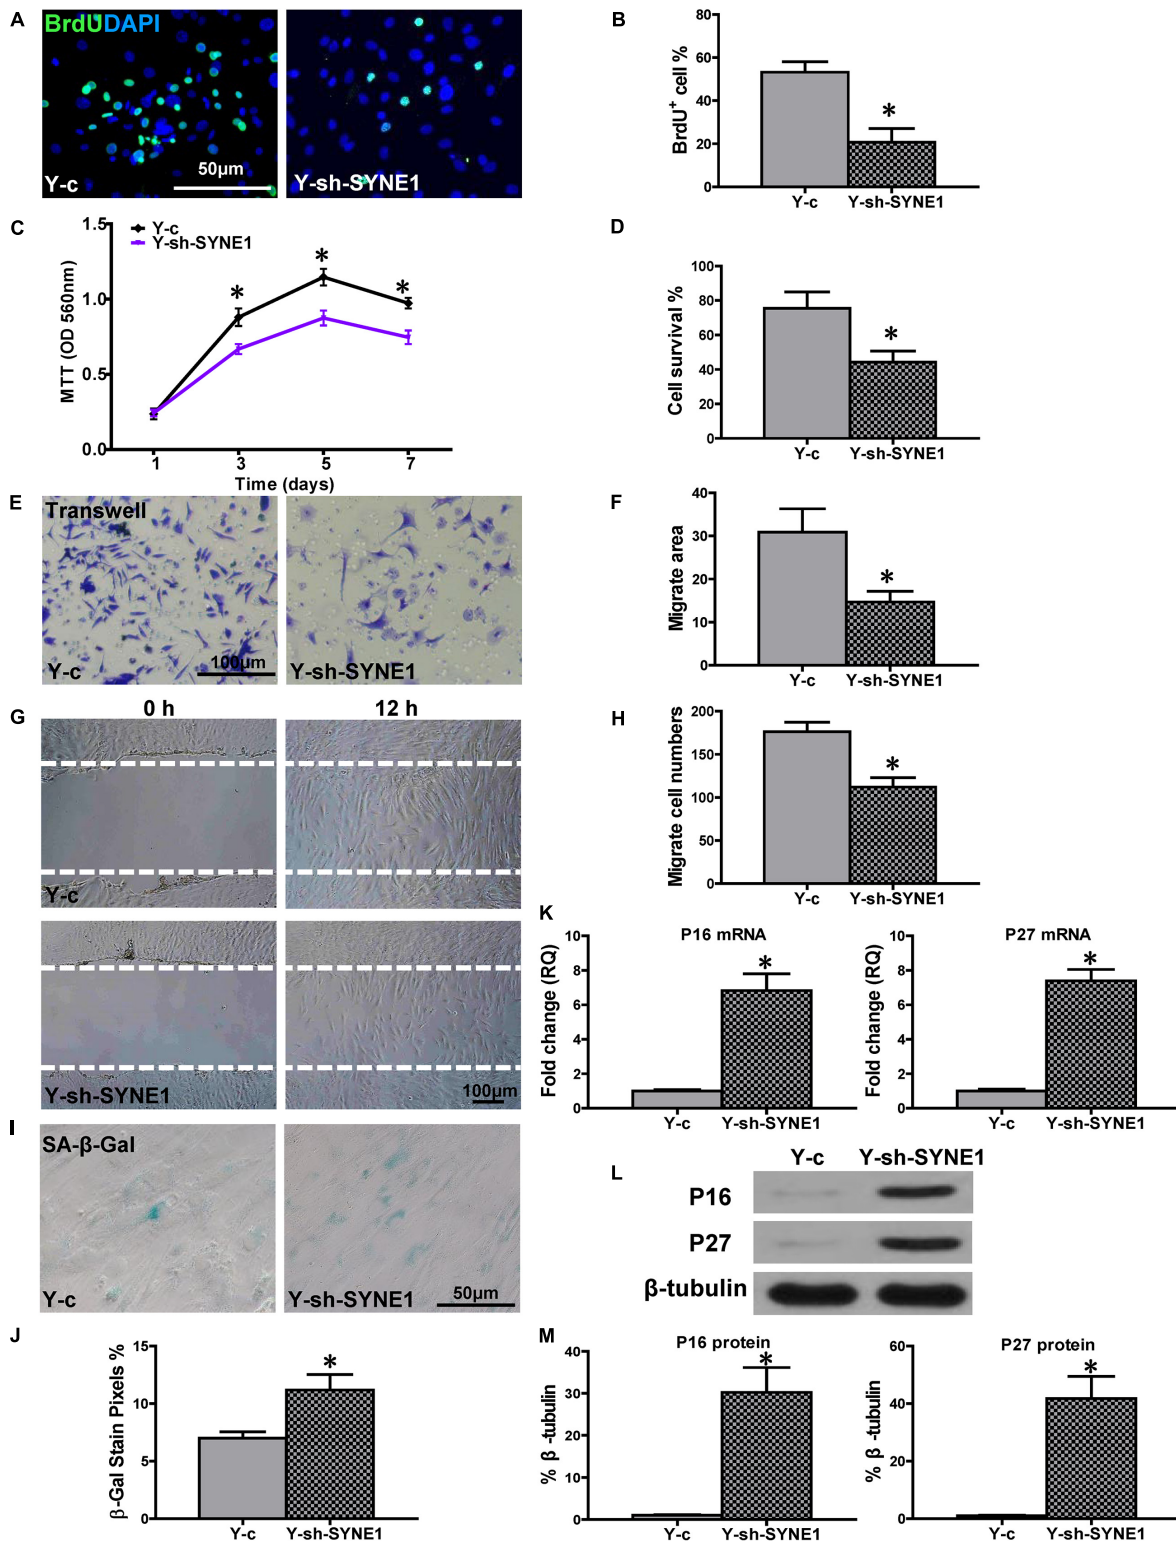 A
BrdUDAPI
Y-c
50μm
Y-sh-SYNE1
B
BrdU⁺ cell %
80
60
40
20
0
Y-c Y-sh-SYNE1
C
MTT (OD 560nm)
1.5
1.0
0.5
0.0
Y-c
Y-sh-SYNE1
*
*
*
1 3 5 7
Time (days)
D
Cell survival %
100
80
60
40
20
0
*
Y-c Y-sh-SYNE1
E
Transwell
Y-c
100μm
Y-sh-SYNE1
F
Migrate area
40
30
20
10
0
*
Y-c Y-sh-SYNE1
G
0 h 12 h
Y-c
Y-sh-SYNE1
100μm
H
Migrate cell numbers
200
150
100
50
0
*
Y-c Y-sh-SYNE1
I
SA-β-Gal
Y-c
Y-sh-SYNE1
50μm
J
β-Gal Stain Pixels %
15
10
5
0
*
Y-c Y-sh-SYNE1
K
P16 mRNA
Fold change (RQ)
10
8
6
4
2
0
*
Y-c Y-sh-SYNE1
P27 mRNA
Fold change (RQ)
10
8
6
4
2
0
*
Y-c Y-sh-SYNE1
L
Y-c Y-sh-SYNE1
P16
P27
β-tubulin
M
P16 protein
% β -tubulin
40
30
20
10
0
*
Y-c Y-sh-SYNE1
P27 protein
% β -tubulin
60
40
20
0
*
Y-c Y-sh-SYNE1